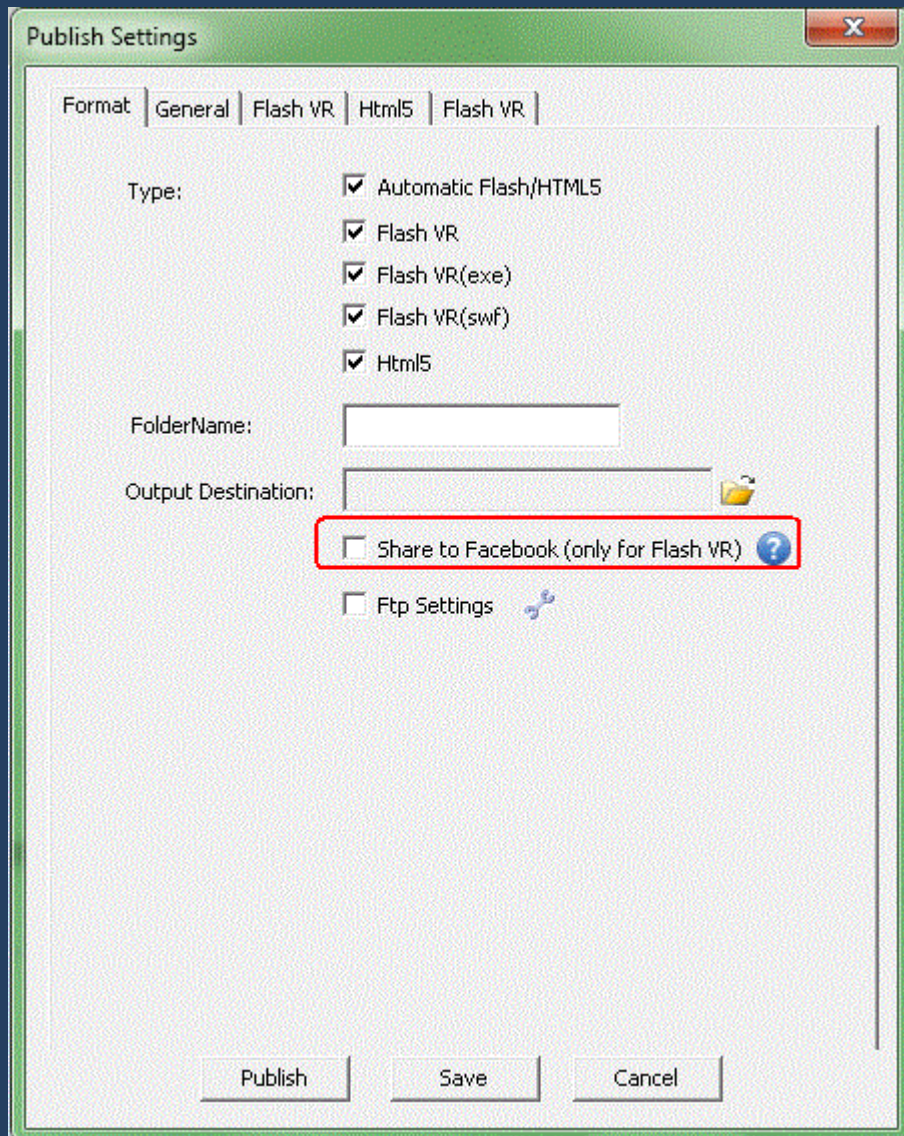 Publish Settings
X
Format General Flash VR Html5 Flash VR
Type:
Automatic Flash/HTML5
Flash VR
Flash VR(exe)
Flash VR(swf)
Html5
FolderName:
Output Destination:
Share to Facebook (only for Flash VR) ?
Ftp Settings
Publish Save Cancel